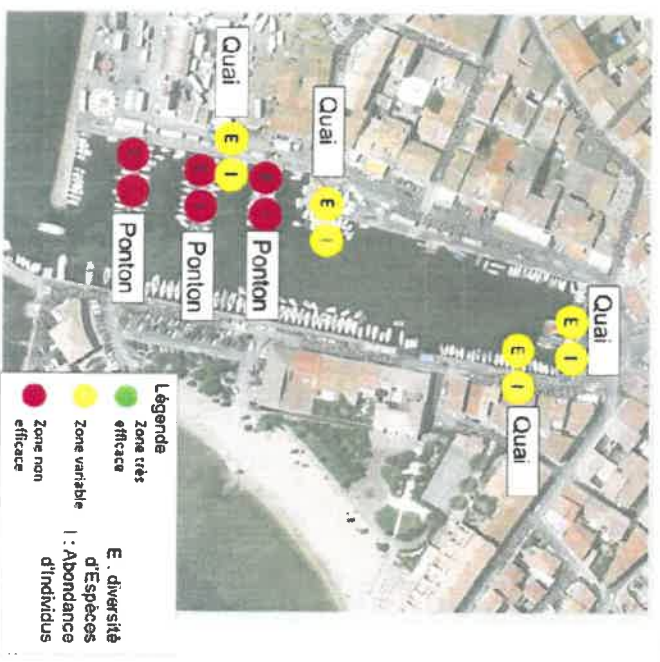 Quai
E I
E I
Quai
Quai
E I
Ponton
Quai
E I
Ponton
Ponton
Légende
Zone très
efficace
Zone variable
Zone non
efficace
E . diversité
d'Espèces
I : Abondance
d'Individus